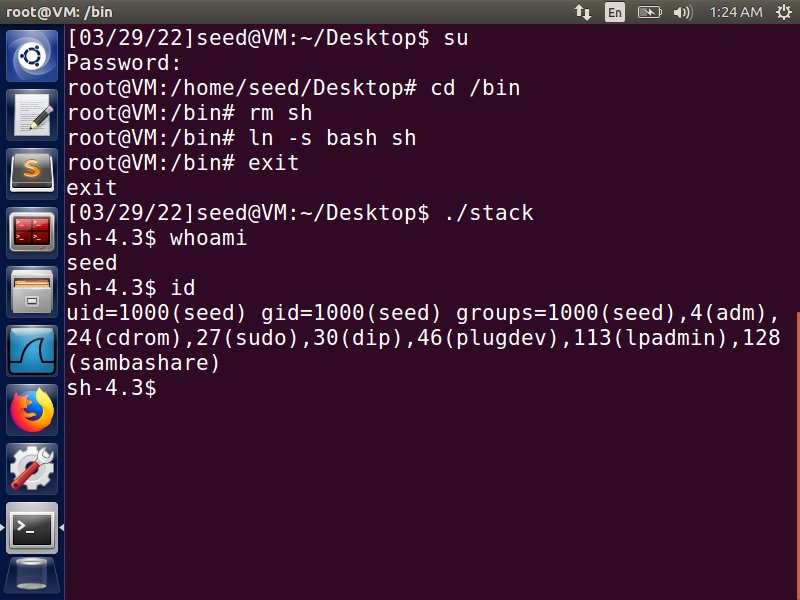 root@VM: /bin
En
1:24 AM
[03/29/22]seed@VM:~/Desktop$ su
Password:
root@VM:/home/seed/Desktop# cd /bin
root@VM:/bin# rm sh
root@VM:/bin# ln -s bash sh
root@VM:/bin# exit
exit
[03/29/22]seed@VM:~/Desktop$ ./stack
sh-4.3$ whoami
seed
sh-4.3$ id
uid=1000(seed) gid=1000(seed) groups=1000(seed),4(adm),
24(cdrom),27(sudo),30(dip),46(plugdev),113(lpadmin),128
(sambashare)
sh-4.3$